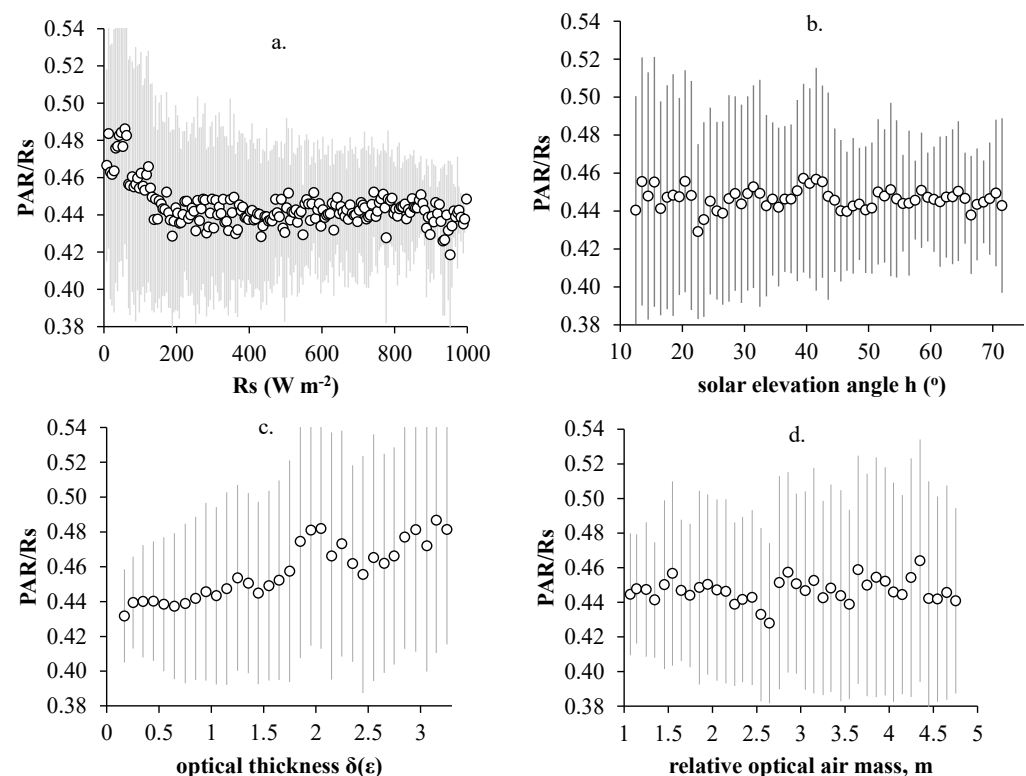 a.
0.54
0.52
0.50
0.48
0.46
0.44
0.42
0.40
0.38
PAR/Rs
0 200 400 600 800 1000
Rs (W m-2)
b.
0.54
0.52
0.50
0.48
0.46
0.44
0.42
0.40
0.38
PAR/Rs
10 20 30 40 50 60 70
solar elevation angle h (o)
c.
0.54
0.52
0.50
0.48
0.46
0.44
0.42
0.40
0.38
PAR/Rs
0 0.5 1 1.5 2 2.5 3
optical thickness δ(ε)
d.
0.54
0.52
0.50
0.48
0.46
0.44
0.42
0.40
0.38
PAR/Rs
1 1.5 2 2.5 3 3.5 4 4.5 5
relative optical air mass, m